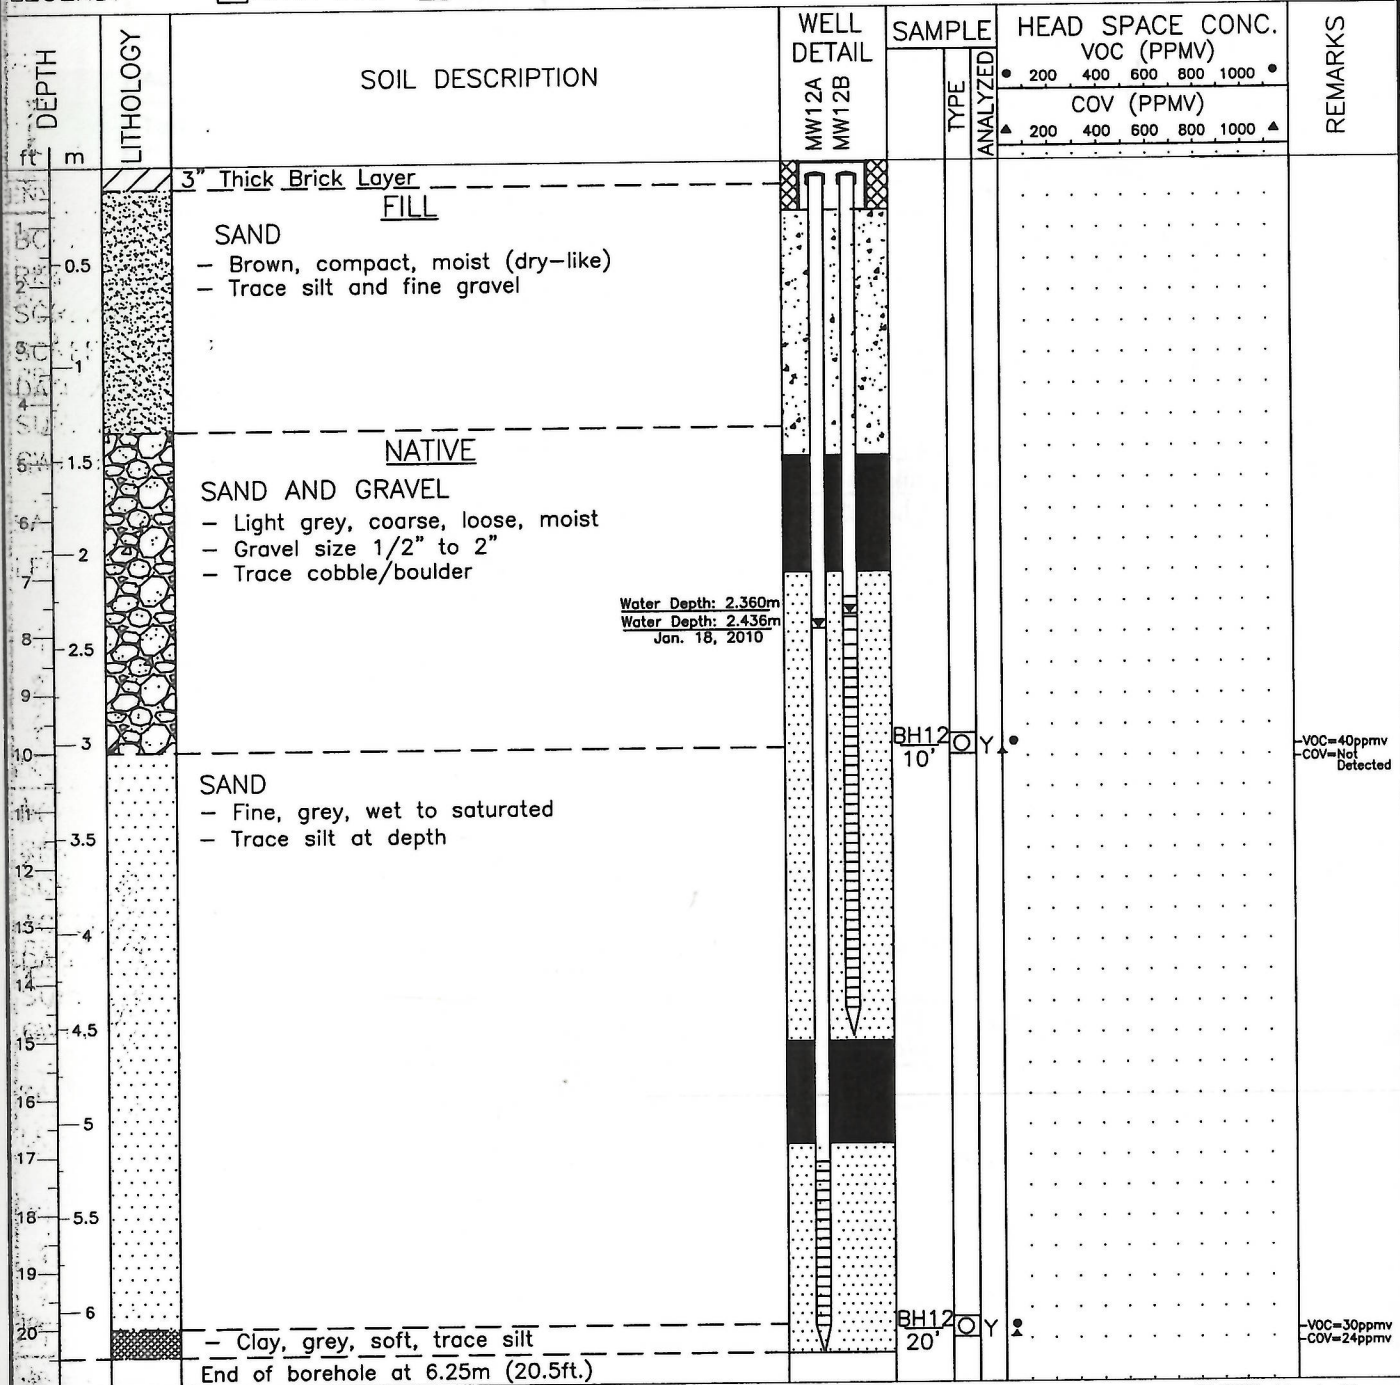 DEPTH
ft m
LITHOLOGY
SOIL DESCRIPTION
WELL DETAIL
MW12A
MW12B
SAMPLE
TYPE
ANALYZED
HEAD SPACE CONC.
VOC (PPMV)
200 400 600 800 1000
COV (PPMV)
200 400 600 800 1000
REMARKS
3" Thick Brick Layer
FILL
SAND
0.5
– Brown, compact, moist (dry-like)
2
– Trace silt and fine gravel
1
4
NATIVE
5 1.5
SAND AND GRAVEL
6
– Light grey, coarse, loose, moist
– Gravel size 1/2" to 2"
2
7
– Trace cobble/boulder
Water Depth: 2.360m
Water Depth: 2.436m
Jan. 18, 2010
8
2.5
9
3
10
BH12
10'
Y
VOC=40ppmv
COV=Not
Detected
SAND
– Fine, grey, wet to saturated
11
– Trace silt at depth
3.5
12
13
4
14
4.5
15
16
5
17
18 5.5
19
6
20
BH12
20'
Y
VOC=30ppmv
COV=24ppmv
– Clay, grey, soft, trace silt
End of borehole at 6.25m (20.5ft.)